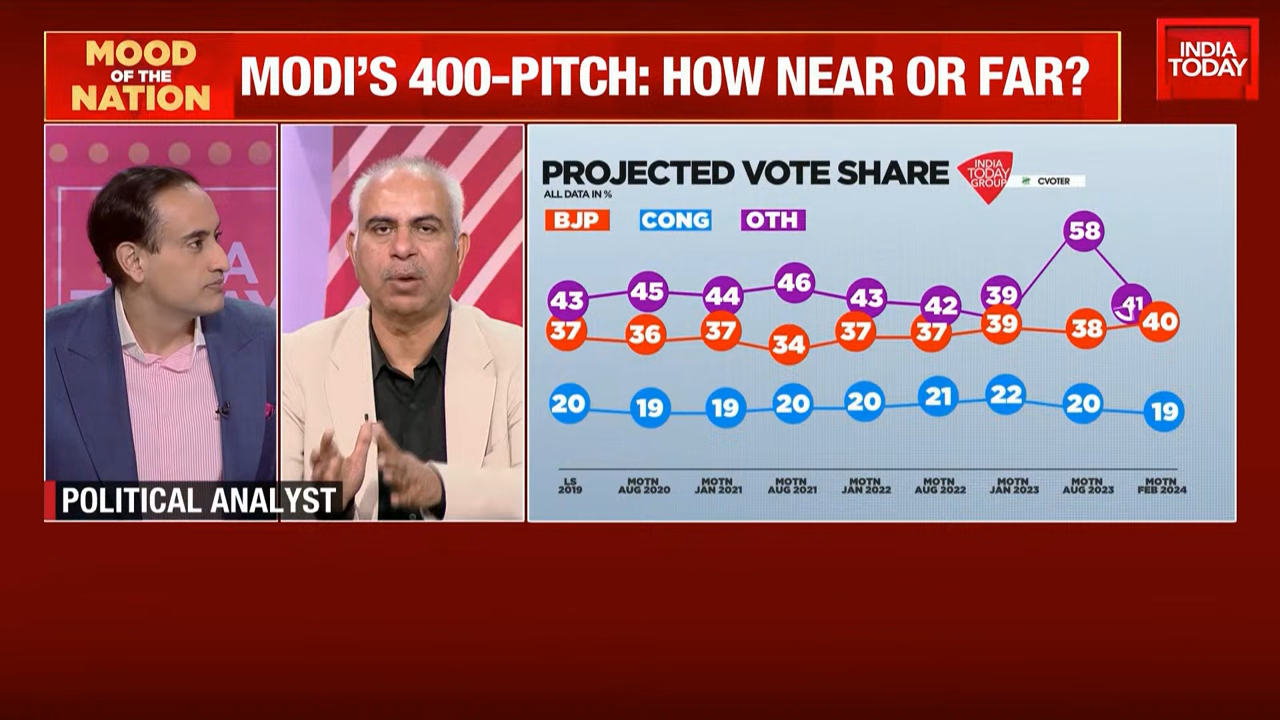 MOOD
OF THE
NATION
MODI'S 400-PITCH: HOW NEAR OR FAR?
INDIA
TODAY
PROJECTED VOTE SHARE
ALL DATA IN %
INDIA
TODAY
GROUP
CVOTER
BJP CONG OTH
43 45 44 46 43 42 39 58 41
37 36 37 34 37 37 39 38 40
20 19 19 20 20 21 22 20 19
LS
2019
MOTN
AUG 2020
MOTN
JAN 2021
MOTN
AUG 2021
MOTN
JAN 2022
MOTN
AUG 2022
MOTN
JAN 2023
MOTN
AUG 2023
MOTN
FEB 2024
POLITICAL ANALYST